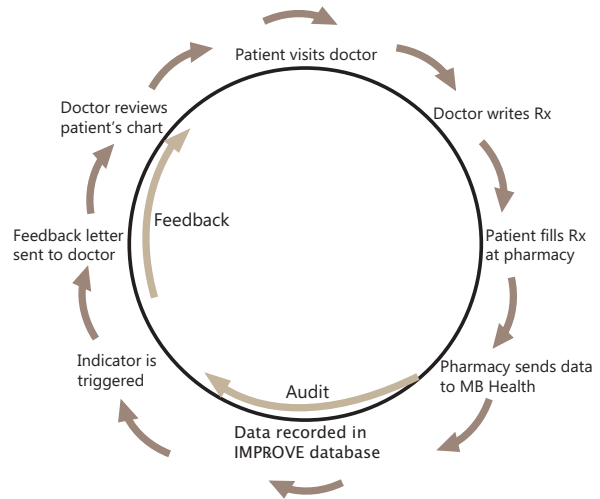 Patient visits doctor
Doctor writes Rx
Patient fills Rx
at pharmacy
Pharmacy sends data
to MB Health
Audit
Data recorded in
IMPROVE database
Indicator is
triggered
Feedback letter
sent to doctor
Feedback
Doctor reviews
patient's chart